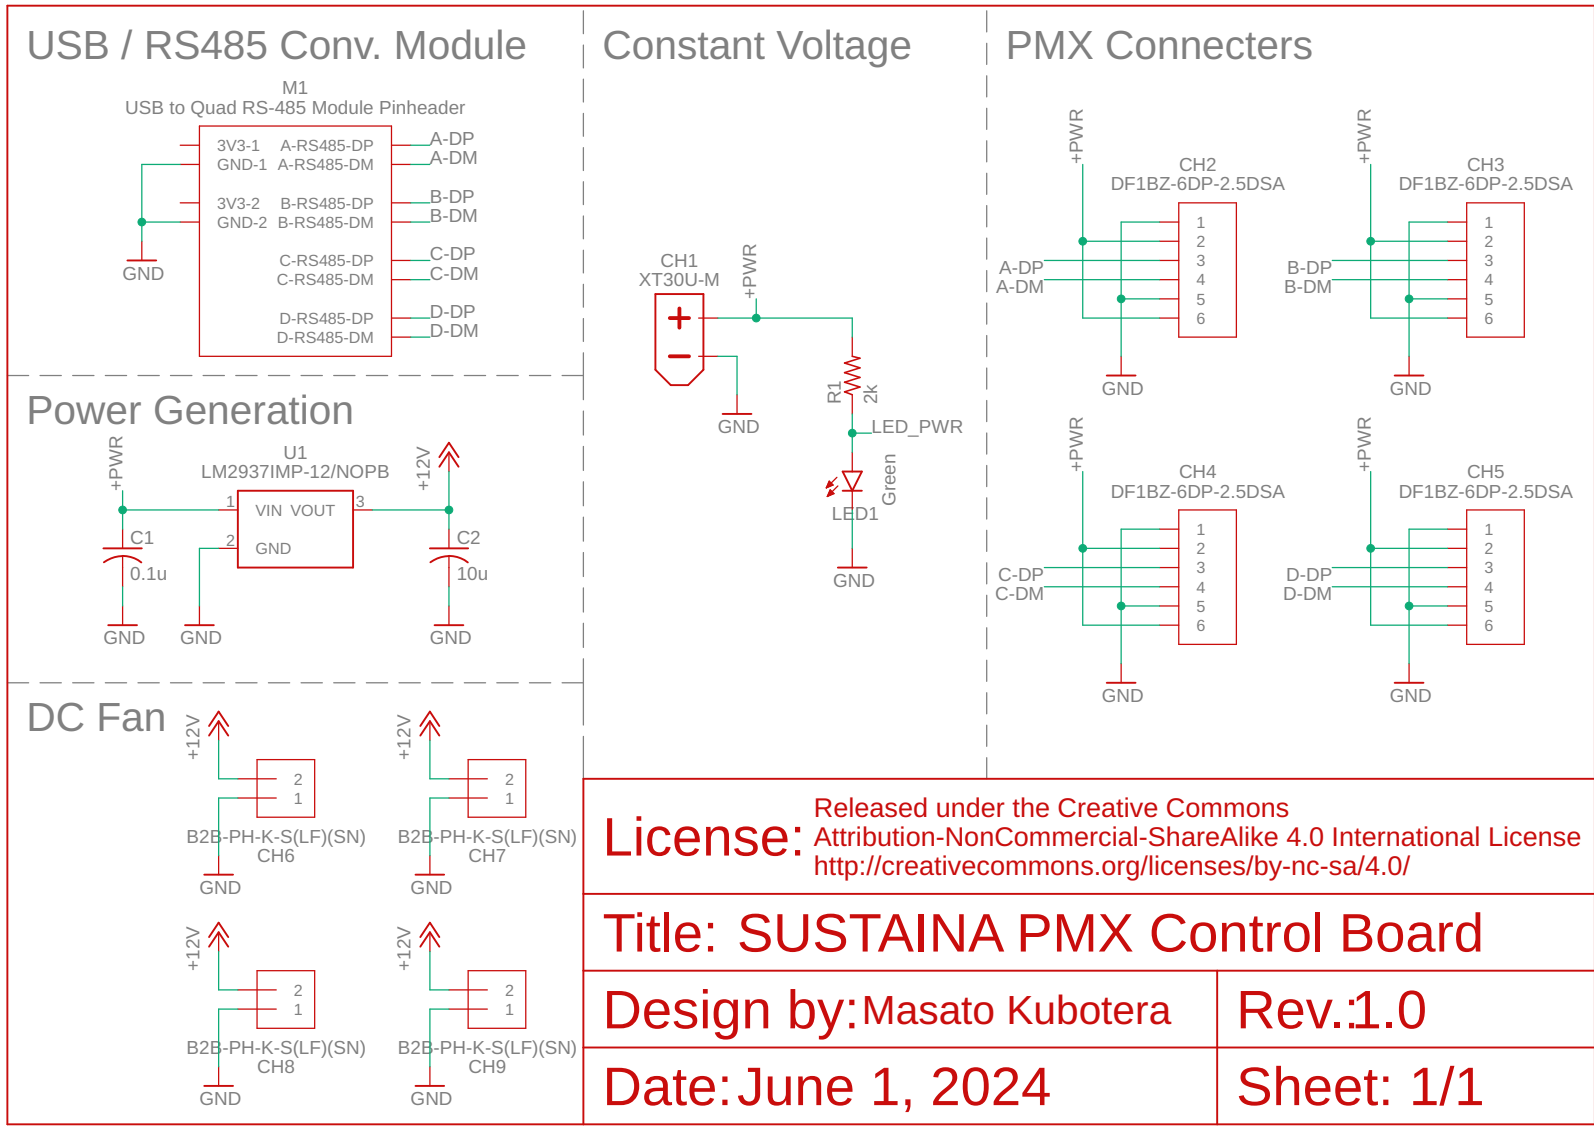 USB / RS485 Conv. Module
M1
USB to Quad RS-485 Module Pinheader
3V3-1 A-RS485-DP A-DP
GND-1 A-RS485-DM A-DM
3V3-2 B-RS485-DP B-DP
GND-2 B-RS485-DM B-DM
C-RS485-DP C-DP
C-RS485-DM C-DM
D-RS485-DP D-DP
D-RS485-DM D-DM
GND
Power Generation
+PWR
U1
LM2937IMP-12/NOPB
+12V
1 VIN VOUT 3
2 GND
C1
0.1u
C2
10u
GND
GND
GND
DC Fan
+12V
2
1
B2B-PH-K-S(LF)(SN)
CH6
GND
+12V
2
1
B2B-PH-K-S(LF)(SN)
CH7
GND
+12V
2
1
B2B-PH-K-S(LF)(SN)
CH8
GND
+12V
2
1
B2B-PH-K-S(LF)(SN)
CH9
GND
Constant Voltage
CH1
XT30U-M
+PWR
GND
R1
2k
LED_PWR
Green
LED1
GND
PMX Connecters
+PWR
CH2
DF1BZ-6DP-2.5DSA
1
2
A-DP 3
A-DM 4
5
6
GND
+PWR
CH3
DF1BZ-6DP-2.5DSA
1
2
B-DP 3
B-DM 4
5
6
GND
+PWR
CH4
DF1BZ-6DP-2.5DSA
1
2
C-DP 3
C-DM 4
5
6
GND
+PWR
CH5
DF1BZ-6DP-2.5DSA
1
2
D-DP 3
D-DM 4
5
6
GND
License: Released under the Creative Commons
Attribution-NonCommercial-ShareAlike 4.0 International License
http://creativecommons.org/licenses/by-nc-sa/4.0/
Title: SUSTAINA PMX Control Board
Design by: Masato Kubotera
Rev.:1.0
Date: June 1, 2024
Sheet: 1/1